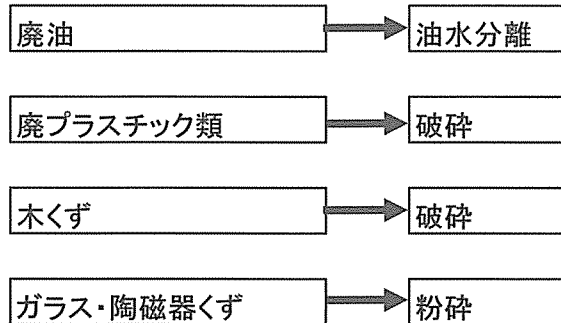 廃油
油水分離
廃プラスチック類
破砕
木くず
破砕
ガラス・陶磁器くず
粉砕